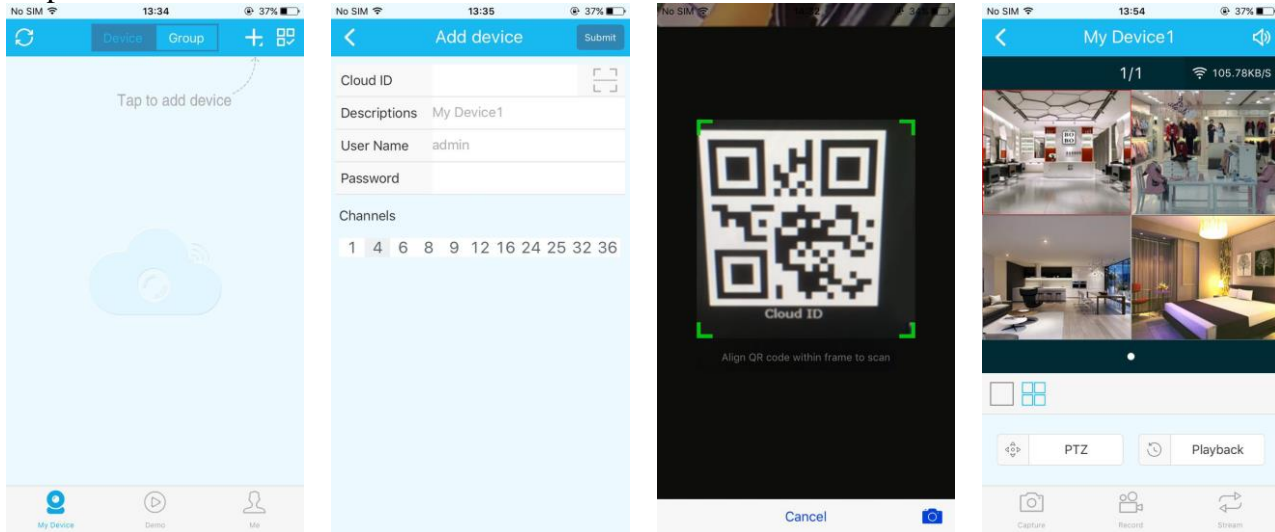 No SIM 13:34 37%
Device Group
Tap to add device
My Device Demo Me
No SIM 13:35 37%
Add device Submit
Cloud ID
Descriptions My Device1
User Name admin
Password
Channels
1 4 6 8 9 12 16 24 25 32 36
No SIM
Cloud ID
Align QR code within frame to scan
Cancel
No SIM 13:54 37%
My Device1
1/1 105.78KB/S
BO
BO
PTZ Playback
Capture Record Stream